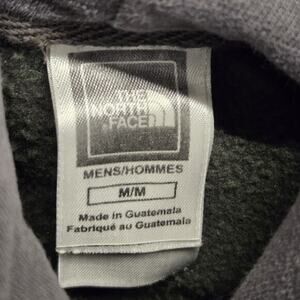 THE
NORTH
FACE
MENS/HOMMES
M/M
Made in Guatemala
Fabriqué au Guatemala